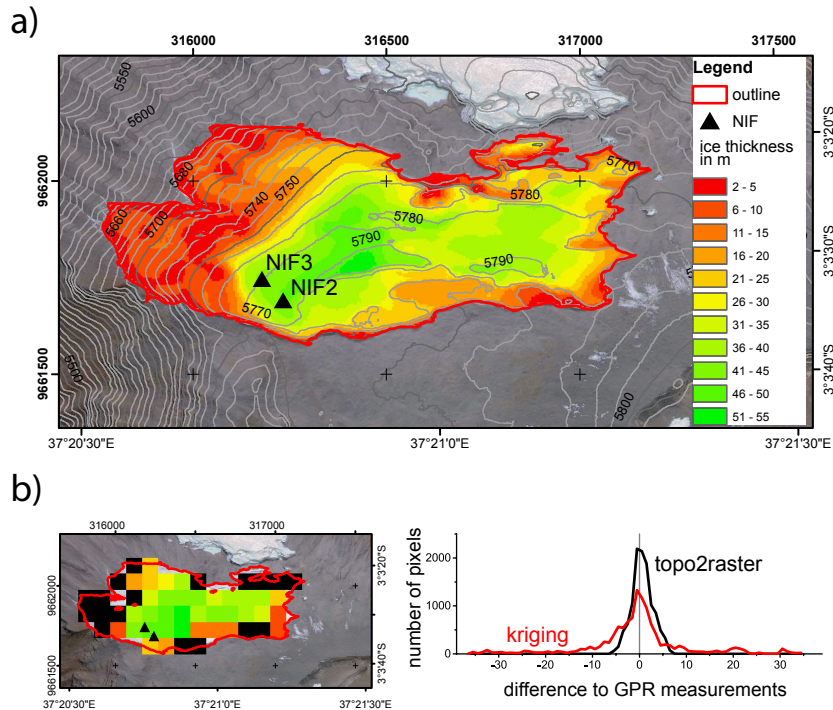 a)
316000 316500 317000 317500
Legend
outline
NIF
ice thickness
in m
2 - 5
6 - 10
11 - 15
16 - 20
21 - 25
26 - 30
31 - 35
36 - 40
41 - 45
46 - 50
51 - 55
5550
5600
5680
5740
5750
5660
5700
5780
5790
5770
5780
5790
NIF3
NIF2
5770
5500
5800
9662000
9661500
3°3'20"S
3°3'30"S
3°3'40"S
37°20'30"E 37°21'0"E 37°21'30"E
b)
316000 317000
9662000
9661500
3°3'20"S
3°3'40"S
37°20'30"E 37°21'0"E 37°21'30"E
number of pixels
2000
1000
0
topo2raster
kriging
-30 -20 -10 0 10 20 30
difference to GPR measurements